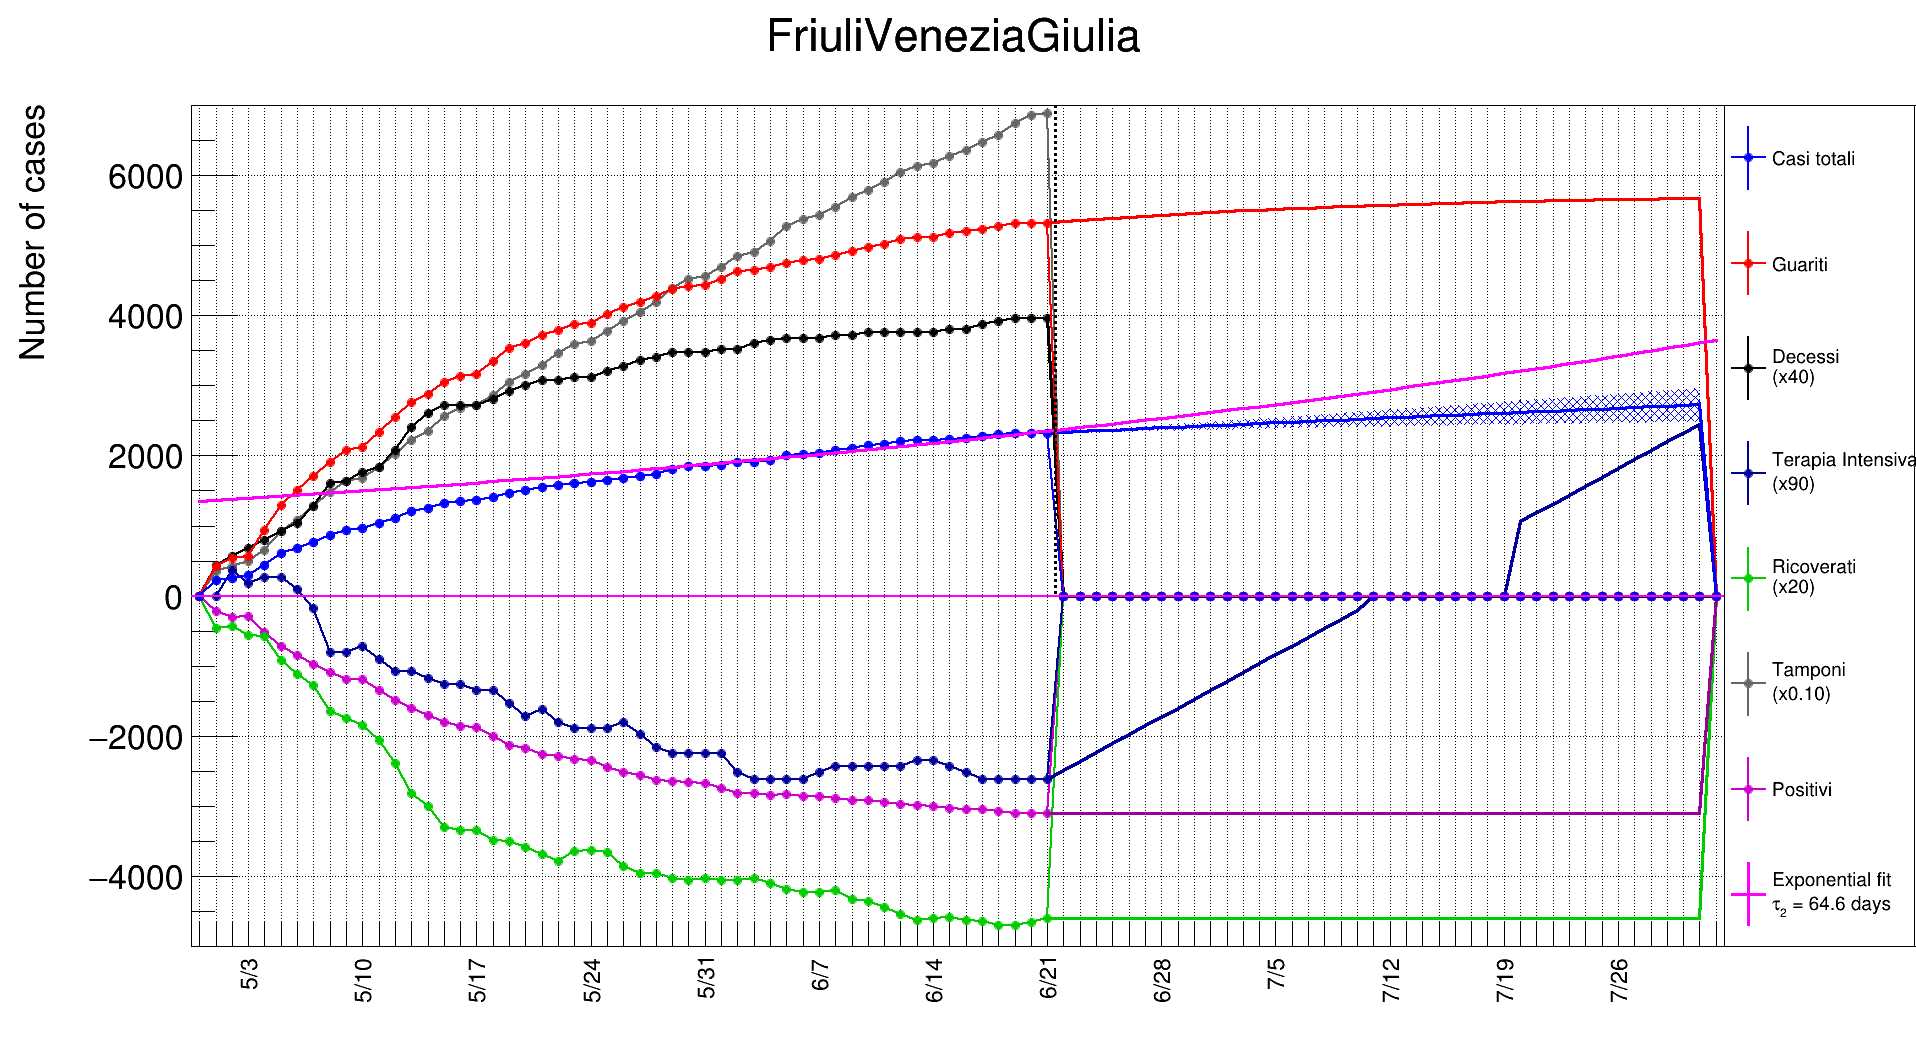 FriuliVeneziaGiulia
Number of cases
6000
4000
2000
0
−2000
−4000
5/3
5/10
5/17
5/24
5/31
6/7
6/14
6/21
6/28
7/5
7/12
7/19
7/26
Casi totali
Guariti
Decessi
(x40)
Terapia Intensiva
(x90)
Ricoverati
(x20)
Tamponi
(x0.10)
Positivi
Exponential fit
τ₂ = 64.6 days